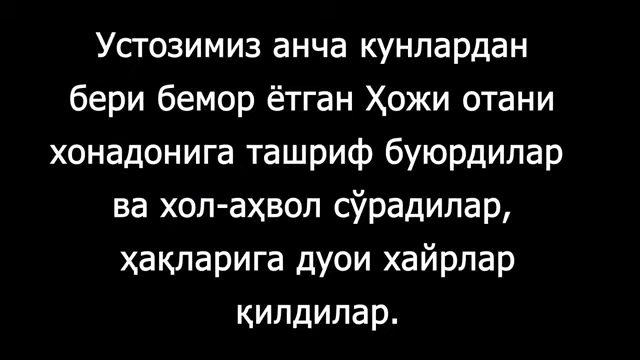 Устозимиз анча кунлардан
бери бемор ётган Ҳожи отани
хонадонига ташриф буюрдилар
ва хол-аҳвол сўрадилар,
ҳақларига дуои хайрлар
қилдилар.